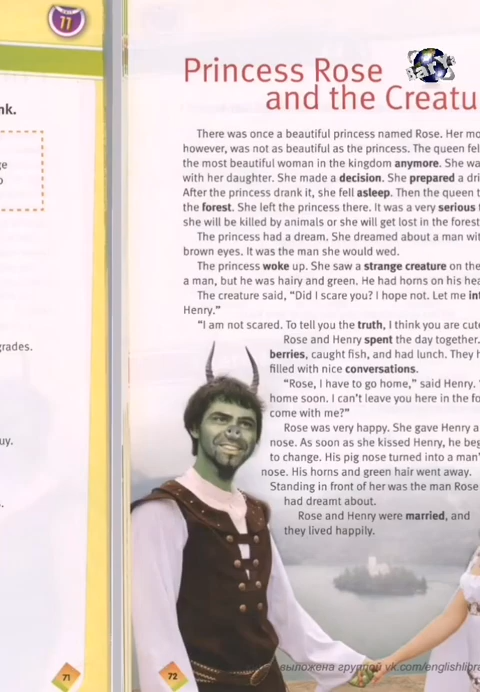 UNIT
11
nk.
ge
o
grades.
uy.
s.
71
Princess Rose
and the Creatu
There was once a beautiful princess named Rose. Her mo
however, was not as beautiful as the princess. The queen fel
the most beautiful woman in the kingdom anymore. She wa
with her daughter. She made a decision. She prepared a dri
After the princess drank it, she fell asleep. Then the queen t
the forest. She left the princess there. It was a very serious t
she will be killed by animals or she will get lost in the forest
The princess had a dream. She dreamed about a man wit
brown eyes. It was the man she would wed.
The princess woke up. She saw a strange creature on the
a man, but he was hairy and green. He had horns on his hea
The creature said, “Did I scare you? I hope not. Let me int
Henry.”
“I am not scared. To tell you the truth, I think you are cute
Rose and Henry spent the day together.
berries, caught fish, and had lunch. They h
filled with nice conversations.
“Rose, I have to go home,” said Henry. “
home soon. I can’t leave you here in the fo
come with me?”
Rose was very happy. She gave Henry a
nose. As soon as she kissed Henry, he beg
to change. His pig nose turned into a man’
nose. His horns and green hair went away.
Standing in front of her was the man Rose
had dreamt about.
Rose and Henry were married, and
they lived happily.
72
выложена группой vk.com/englishlibra